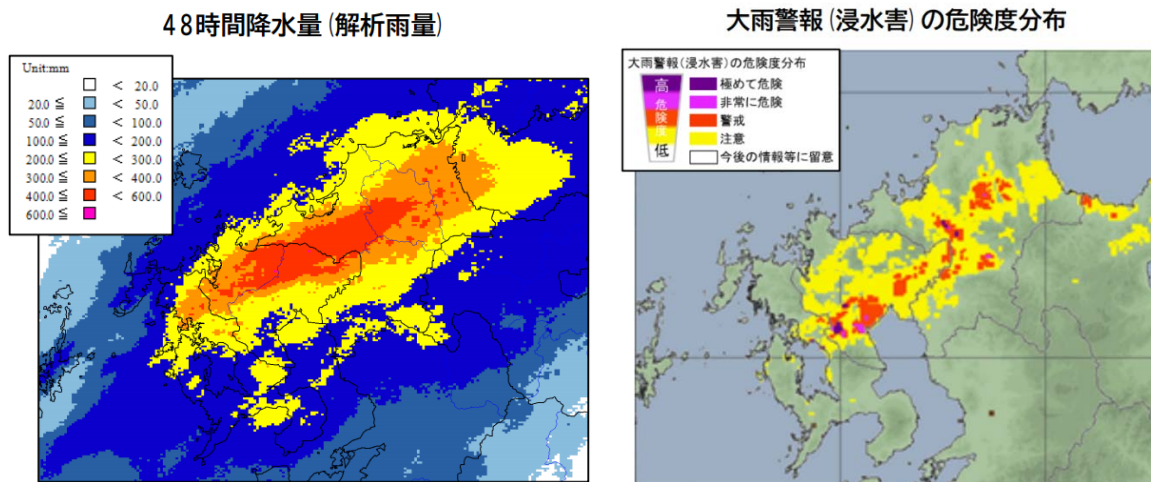 48時間降水量(解析雨量)
Unit:mm
< 20.0
20.0 ≦ < 50.0
50.0 ≦ < 100.0
100.0 ≦ < 200.0
200.0 ≦ < 300.0
300.0 ≦ < 400.0
400.0 ≦ < 600.0
600.0 ≦
大雨警報(浸水害)の危険度分布
大雨警報(浸水害)の危険度分布
高
危
険
度
低
極めて危険
非常に危険
警戒
注意
今後の情報等に留意